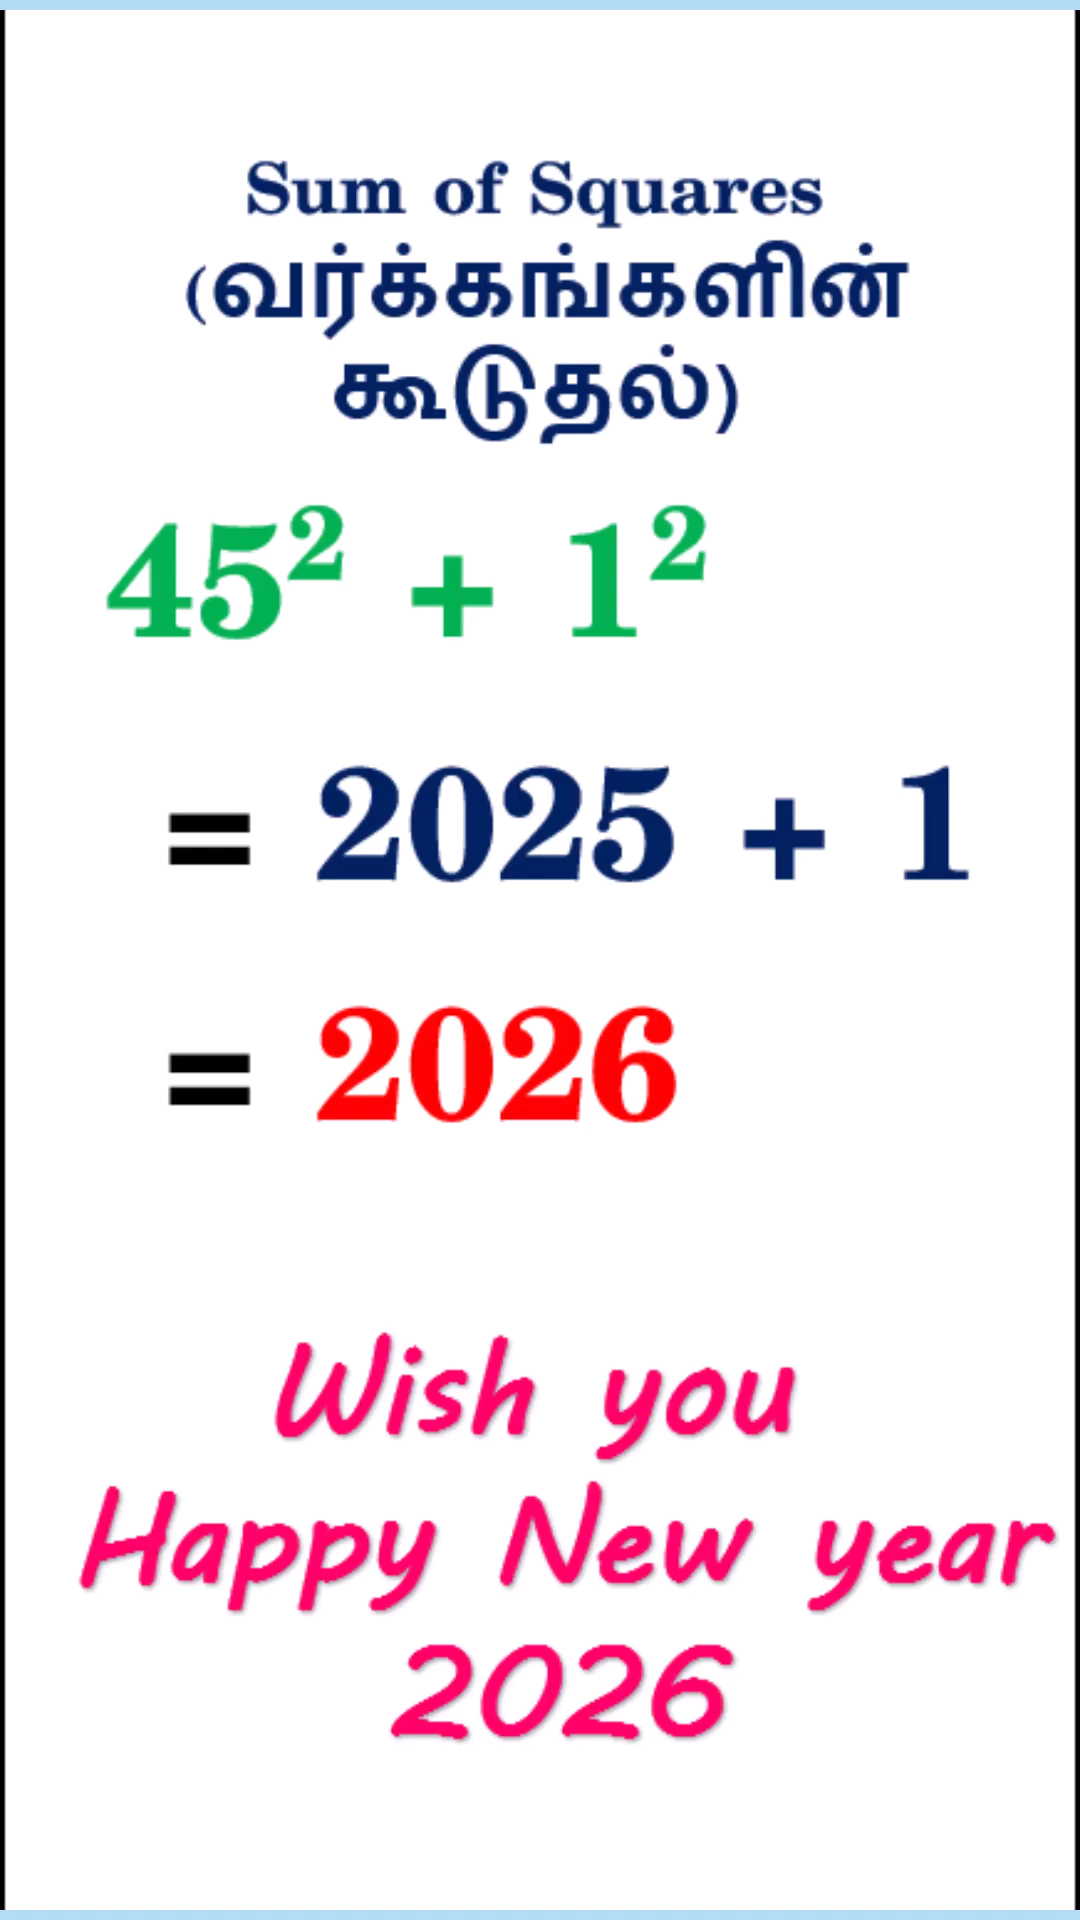 Sum of Squares
(வர்க்கங்களின்
கூடுதல்)
45² + 1²
= 2025 + 1
= 2026
Wish you
Happy New year
2026